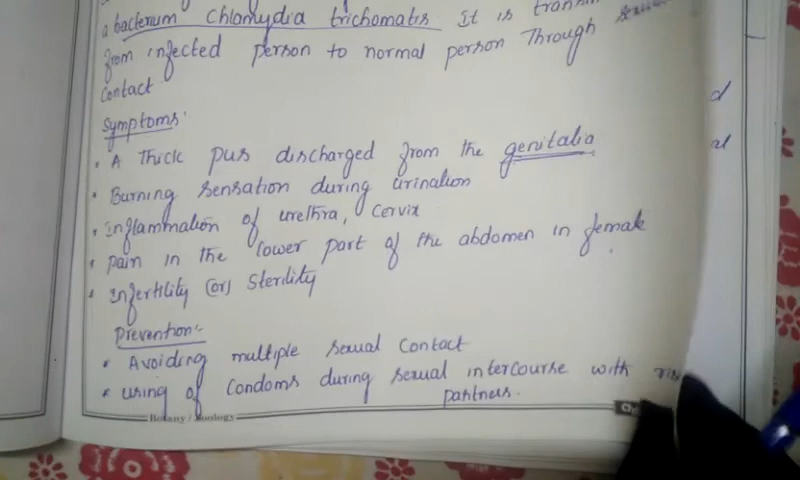 a bacterium Chlamydia trichomatis It is
from infected person to normal person Through
Contact
Symptoms:
• A Thick pus discharged from the genitalia
• Burning sensation during urination
• Inflammation of urethra, Cervix
• pain in the lower part of the abdomen in female
• Infertility (or) Sterility
Prevention:-
• Avoiding multiple sexual contact
• using of Condoms during sexual intercourse with
partners.
Botany / Zoology
d